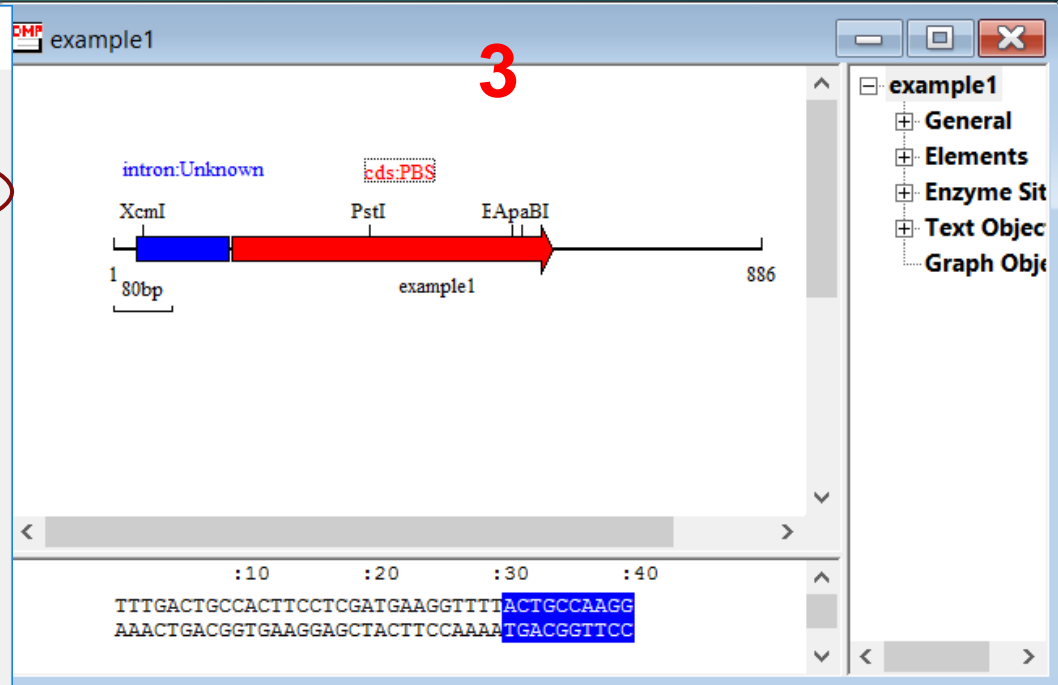 example1
3
intron:Unknown cds:PBS
XcmI PstI EApaBI
1 886
80bp example1
:10 :20 :30 :40
TTTGACTGCCACTTCCTCGATGAAGGTTTTACTGCCAAGG
AAACTGACGGTGAAGGAGCTACTTCCAAAATGACGGTTCC
example1
General
Elements
Enzyme Sit
Text Objec
Graph Obje